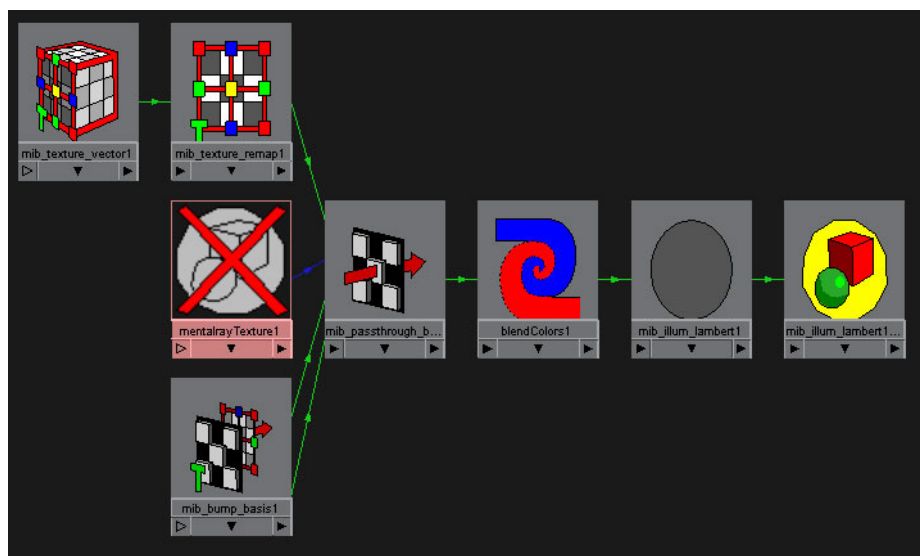 mib_texture_vector1
mib_texture_remap1
mentalrayTexture1
mib_passthrough_b...
blendColors1
mib_illum_lambert1
mib_illum_lambert1...
mib_bump_basis1